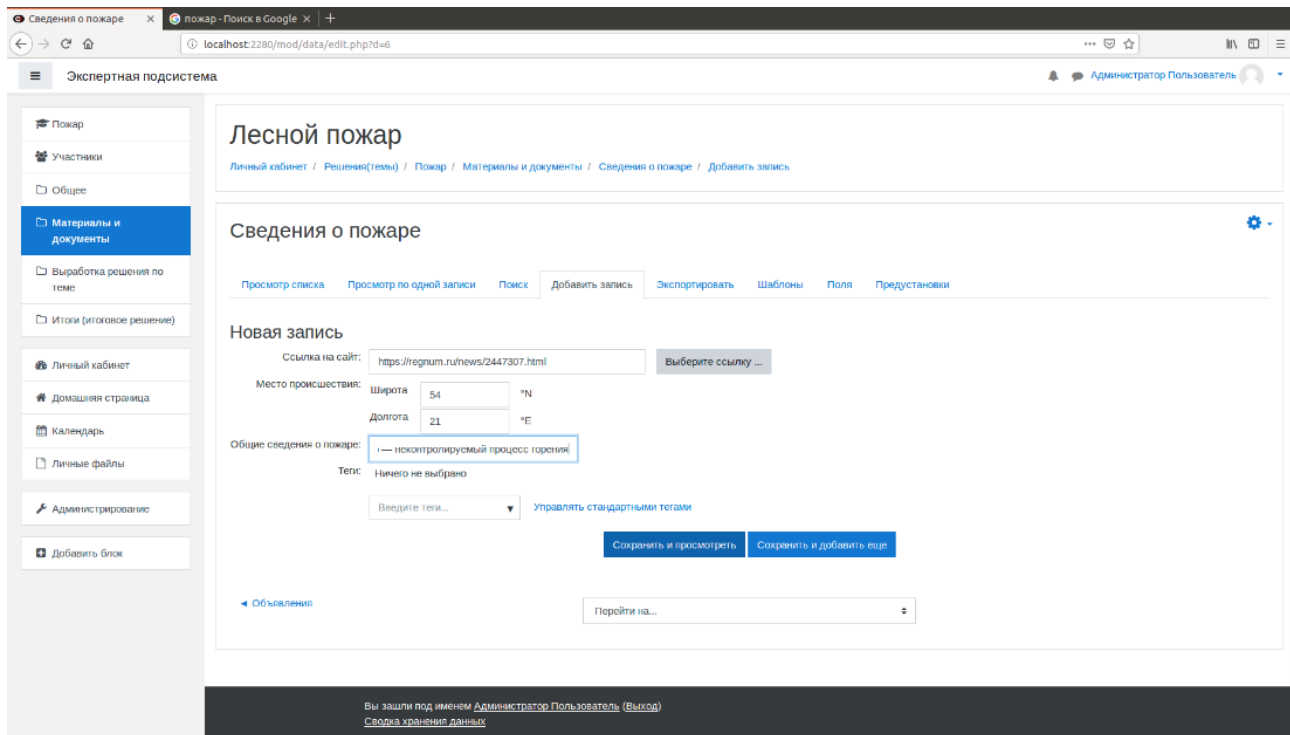 Сведения о пожаре
пожар - Поиск в Google
localhost:2280/mod/data/edit.php?d=6
Экспертная подсистема
Администратор Пользователь
Пожар
Участники
Общее
Материалы и
документы
Выработка решения по
теме
Итоги (итоговое решение)
Личный кабинет
Домашняя страница
Календарь
Личные файлы
Администрирование
Добавить блок
Лесной пожар
Личный кабинет / Решения(темы) / Пожар / Материалы и документы / Сведения о пожаре / Добавить запись
Сведения о пожаре
Просмотр списка Просмотр по одной записи Поиск Добавить запись Экспортировать Шаблоны Поля Предустановки
Новая запись
Ссылка на сайт: https://regnum.ru/news/2447307.html Выберите ссылку ...
Место происшествия: Широта 54 °N
Долгота 21 °E
Общие сведения о пожаре: — неконтролируемый процесс горения
Теги: Ничего не выбрано
Введите теги... ▼ Управлять стандартными тегами
Сохранить и просмотреть Сохранить и добавить еще
◄ Объявления Перейти на...
Вы зашли под именем Администратор Пользователь (Выход)
Сводка хранения данных